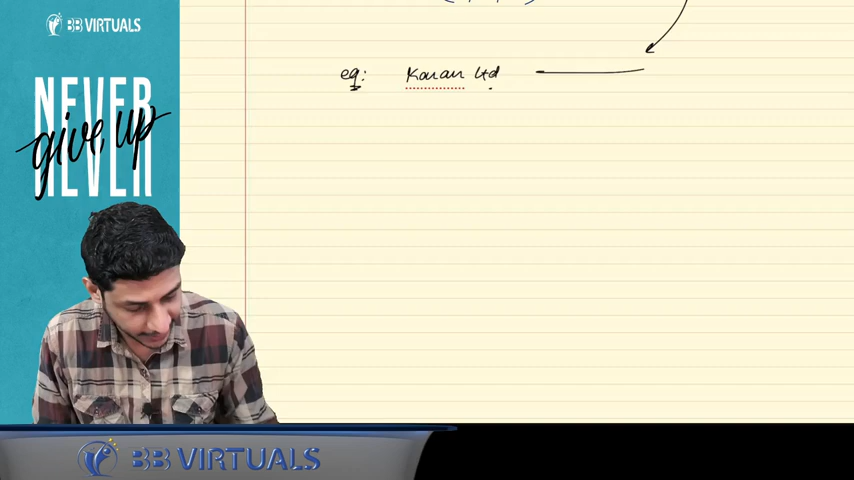 BB VIRTUALS
NEVER
give up
NEVER
eg: Karan Ltd
BB VIRTUALS